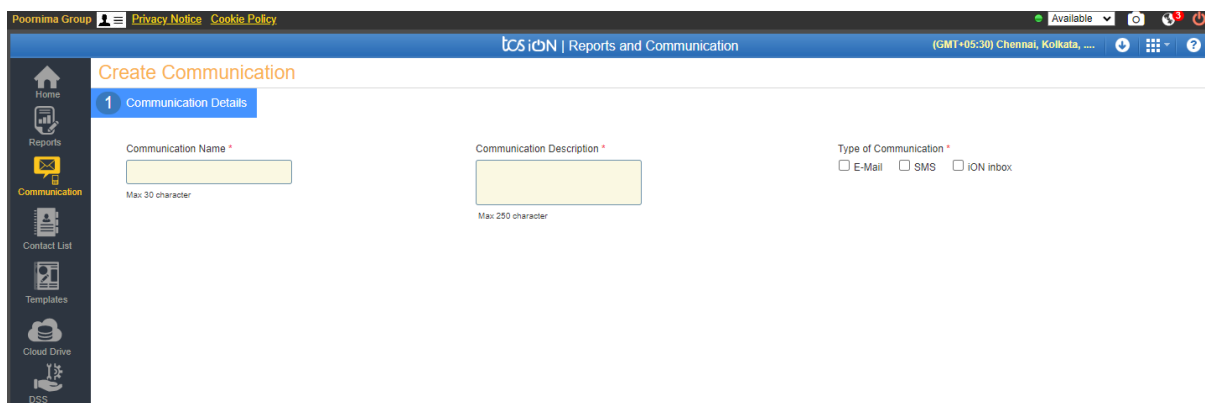 Poornima Group Privacy Notice Cookie Policy Available 3
tCS iON | Reports and Communication (GMT+05:30) Chennai, Kolkata, .... ?
Home
Reports
Communication
Contact List
Templates
Cloud Drive
DSS
Create Communication
1 Communication Details
Communication Name *
Max 30 character
Communication Description *
Max 250 character
Type of Communication *
E-Mail SMS iON inbox